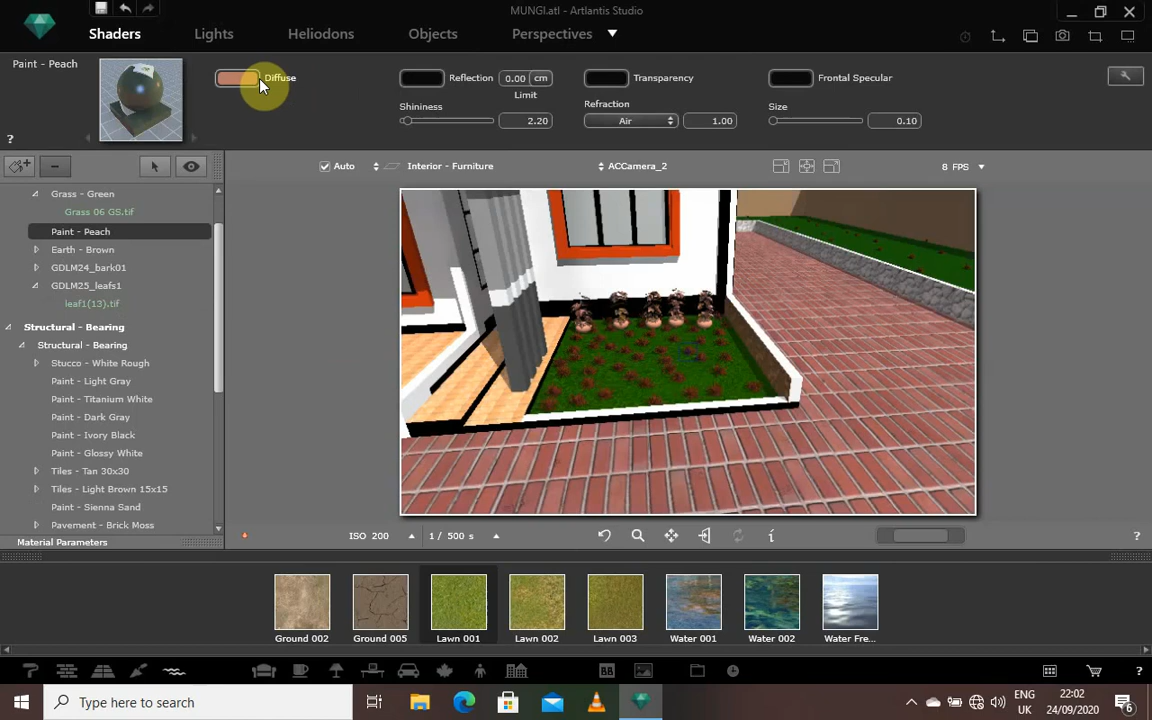 MUNGI.atl - Artlantis Studio
Shaders Lights Heliodons Objects Perspectives
Paint - Peach
Diffuse
Reflection 0.00 cm
Limit
Shininess
2.20
Transparency
Refraction
Air 1.00
Frontal Specular
Size
0.10
?
Auto Interior - Furniture ACCamera_2 8 FPS
Grass - Green
Grass 06 GS.tif
Paint - Peach
Earth - Brown
GDLM24_bark01
GDLM25_leafs1
leaf1(13).tif
Structural - Bearing
Structural - Bearing
Stucco - White Rough
Paint - Light Gray
Paint - Titanium White
Paint - Dark Gray
Paint - Ivory Black
Paint - Glossy White
Tiles - Tan 30x30
Tiles - Light Brown 15x15
Paint - Sienna Sand
Pavement - Brick Moss
Material Parameters
ISO 200 1 / 500 s i ?
Ground 002 Ground 005 Lawn 001 Lawn 002 Lawn 003 Water 001 Water 002 Water Fre...
?
Type here to search
ENG
UK
22:02
24/09/2020
6